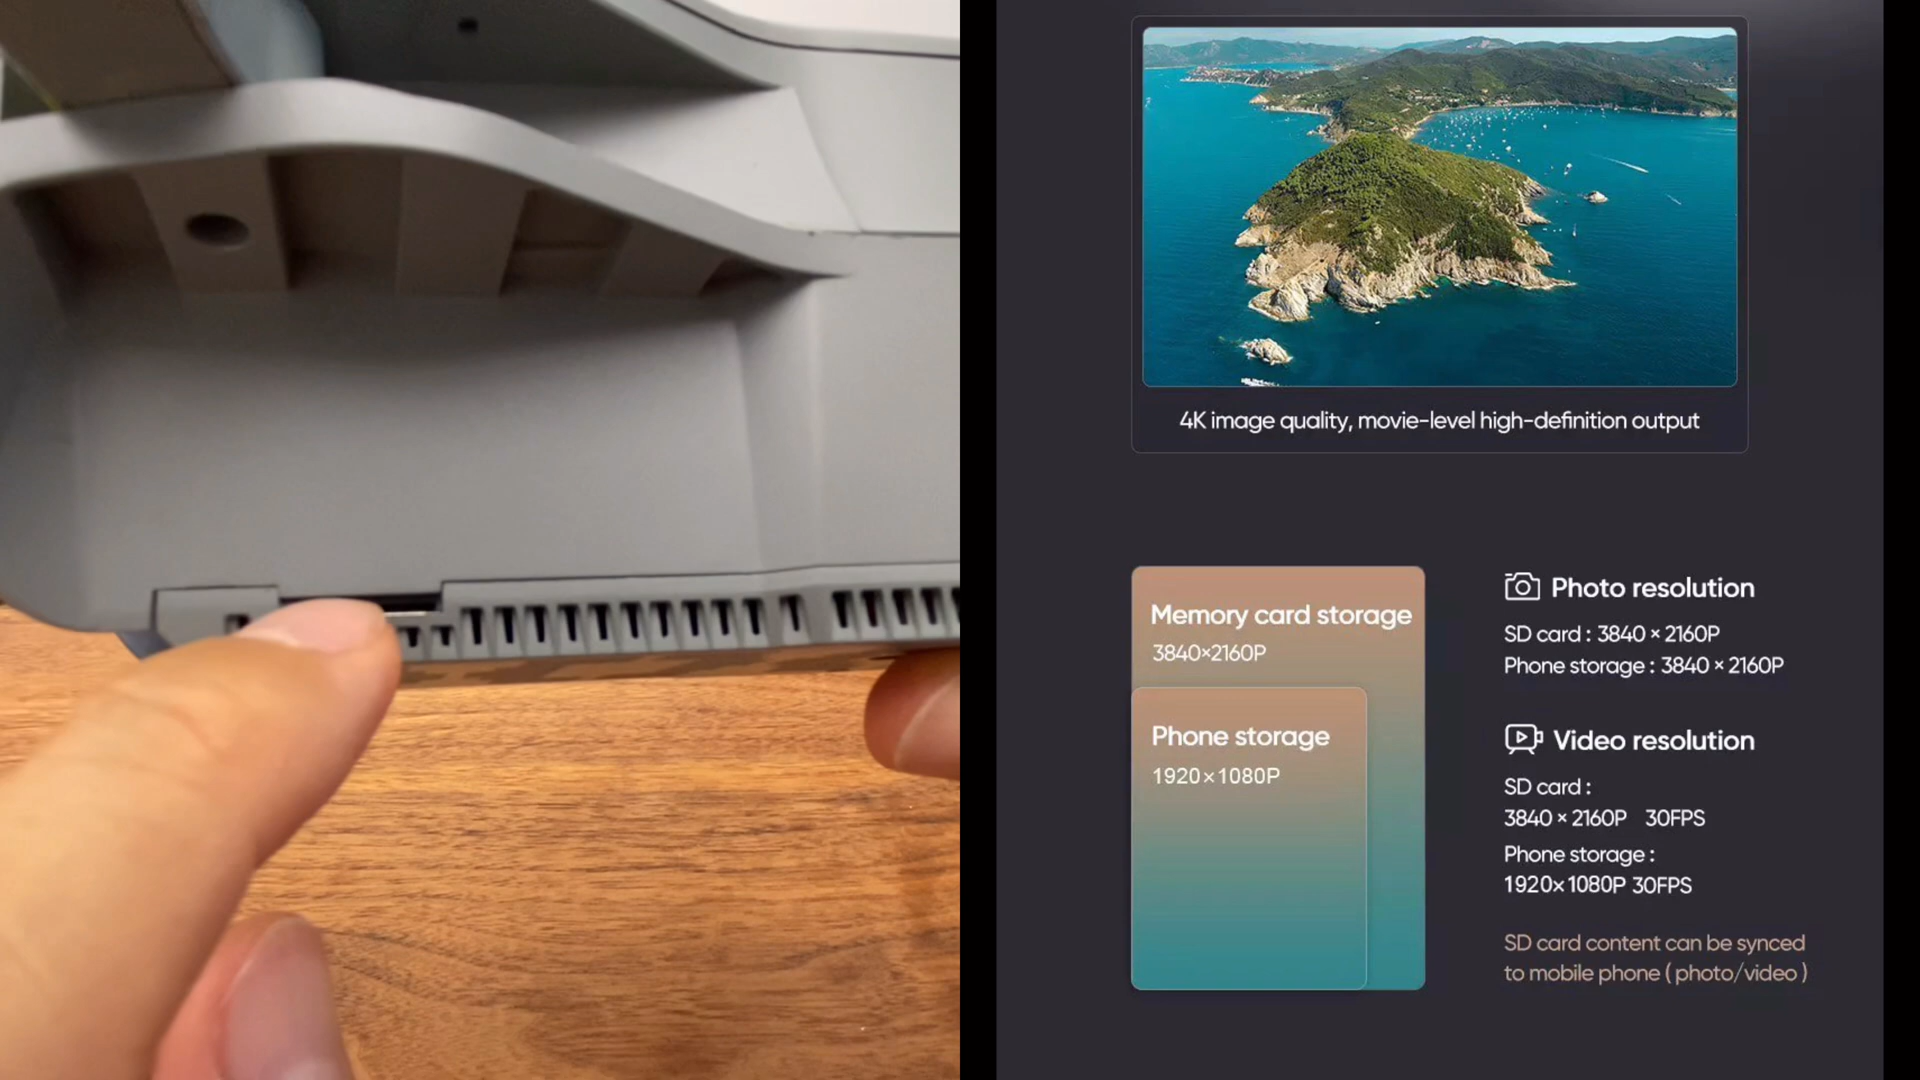 4K image quality, movie-level high-definition output
Memory card storage
3840×2160P
Phone storage
1920×1080P
Photo resolution
SD card : 3840 × 2160P
Phone storage : 3840 × 2160P
Video resolution
SD card :
3840 × 2160P 30FPS
Phone storage :
1920×1080P 30FPS
SD card content can be synced
to mobile phone ( photo/video )